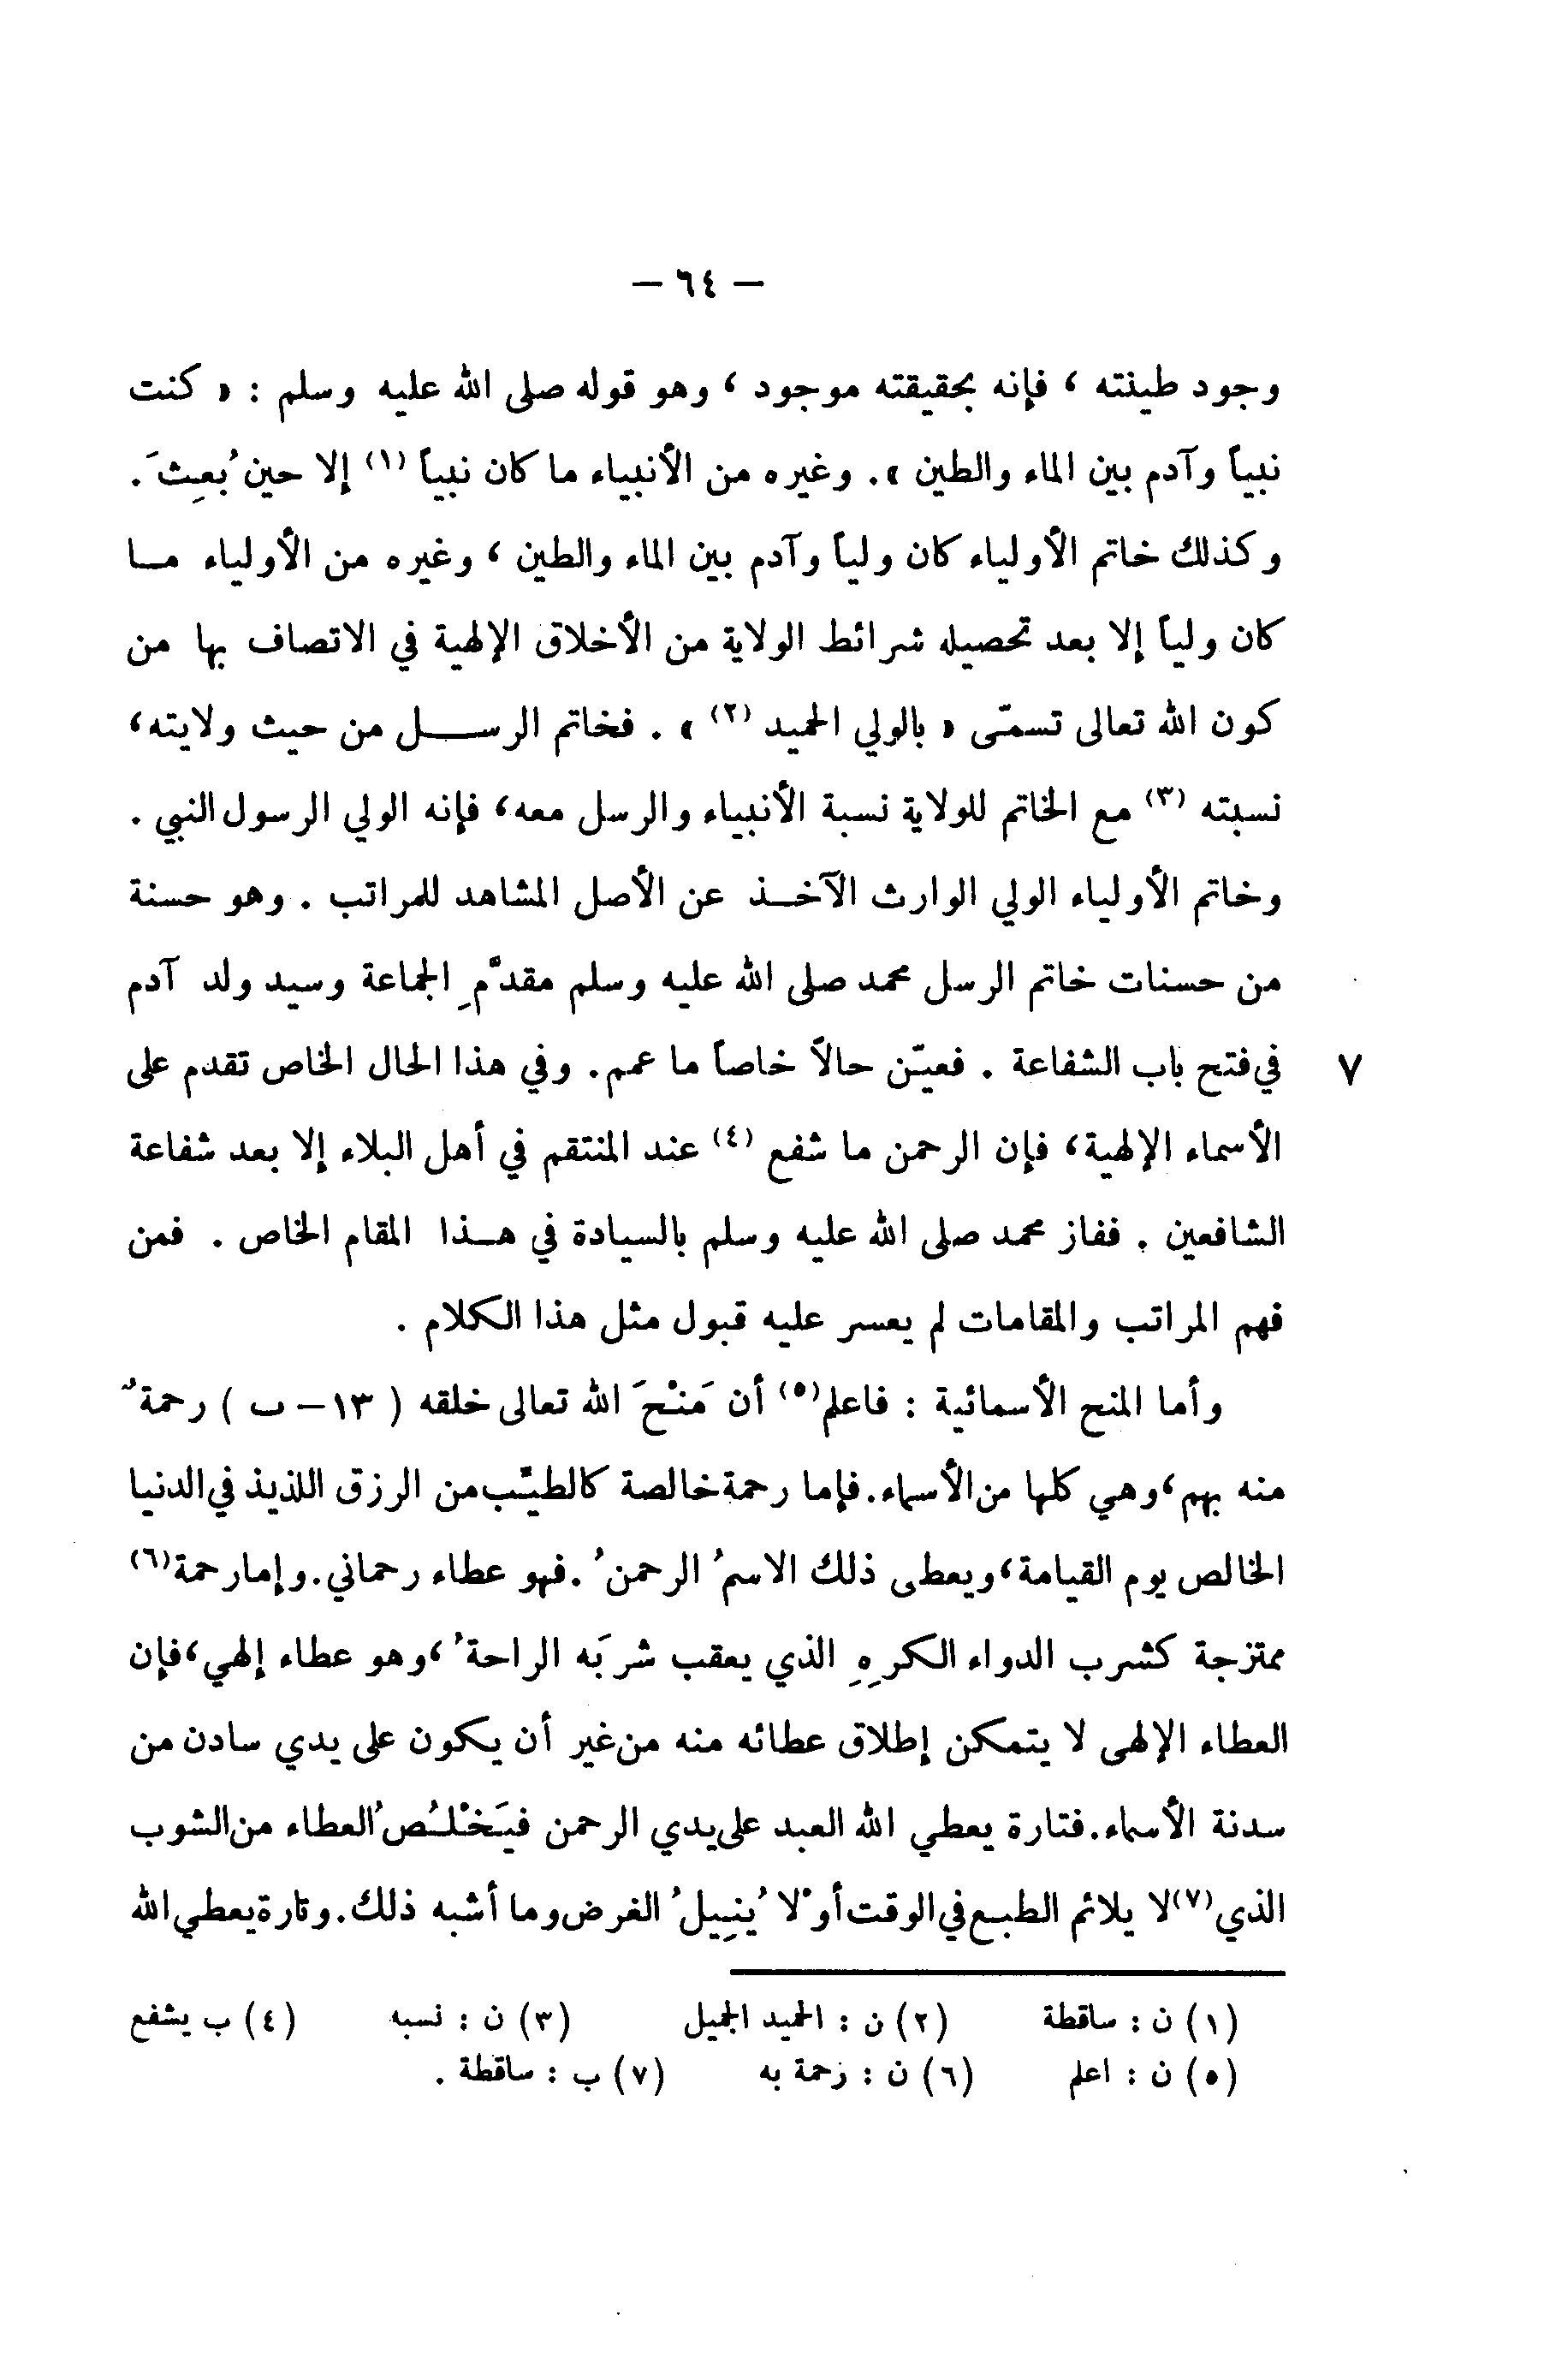 — ٦٤ —
وجود طينته ، فإنه بحقيقته موجود ، وهو قوله صلى الله عليه وسلم : « كنت
نبياً وآدم بين الماء والطين ». وغيره من الأنبياء ما كان نبياً (١) إلا حين بُعِثَ.
وكذلك خاتم الأولياء كان ولياً وآدم بين الماء والطين ، وغيره من الأولياء ما
كان ولياً إلا بعد تحصيله شرائط الولاية من الأخلاق الإلهية في الاتصاف بها من
كون الله تعالى تسمّى « بالولي الحميد (٢) » . فخاتم الرسل من حيث ولايته،
نسبته (٣) مع الخاتم للولاية نسبة الأنبياء والرسل معه، فإنه الولي الرسول النبي .
وخاتم الأولياء الولي الوارث الآخذ عن الأصل المشاهد للمراتب . وهو حسنة
من حسنات خاتم الرسل محمد صلى الله عليه وسلم مقدَّمِ الجماعة وسيد ولد آدم
٧ في فتح باب الشفاعة . فعيّن حالاً خاصاً ما عمم. وفي هذا الحال الخاص تقدم على
الأسماء الإلهية، فإن الرحمن ما شفع (٤) عند المنتقم في أهل البلاء إلا بعد شفاعة
الشافعين . ففاز محمد صلى الله عليه وسلم بالسيادة في هذا المقام الخاص . فمن
فهم المراتب والمقامات لم يعسر عليه قبول مثل هذا الكلام .
وأما المنح الأسمائية : فاعلم(٥) أن مَنْحَ الله تعالى خلقه ( ١٣ – ب ) رحمةٌ
منه بهم،وهي كلها من الأسماء.فإما رحمة خالصة كالطيّب من الرزق اللذيذ في الدنيا
الخالص يوم القيامة،ويعطى ذلك الاسمُ الرحمنُ .فهو عطاء رحماني.وإما رحمة(٦)
ممتزجة كشرب الدواء الكرِهِ الذي يعقب شربَه الراحةُ ،وهو عطاء إلهي،فإن
العطاء الإلهى لا يتمكن إطلاق عطائه منه من غير أن يكون على يدي سادن من
سدنة الأسماء.فتارة يعطي الله العبد على يدي الرحمن فيَخْلُصُ العطاء من الشوب
الذي(٧) لا يلائم الطبع في الوقت أوْ لا يُنِيلُ الغرض وما أشبه ذلك.وتارة يعطي الله
(١) ن : ساقطة (٢) ن : الحميد الجميل (٣) ن : نسبه (٤) ب يشفع
(٥) ن : اعلم (٦) ن : زحمة به (٧) ب : ساقطة .